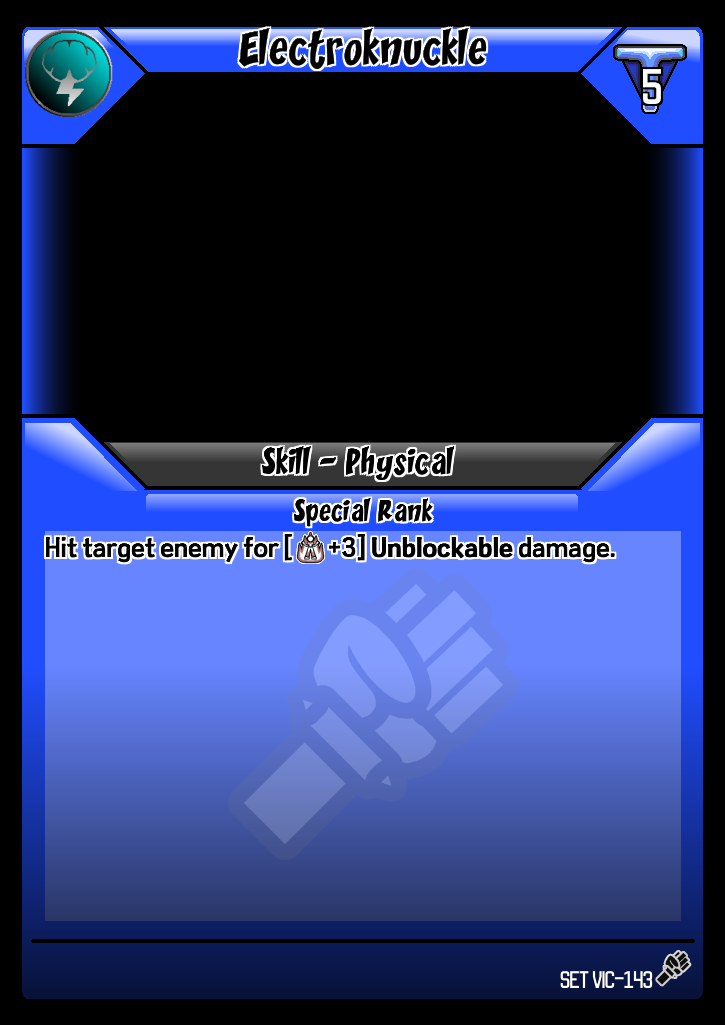 Electroknuckle
5
Skill - Physical
Special Rank
Hit target enemy for [ +3] Unblockable damage.
SET VIC-143